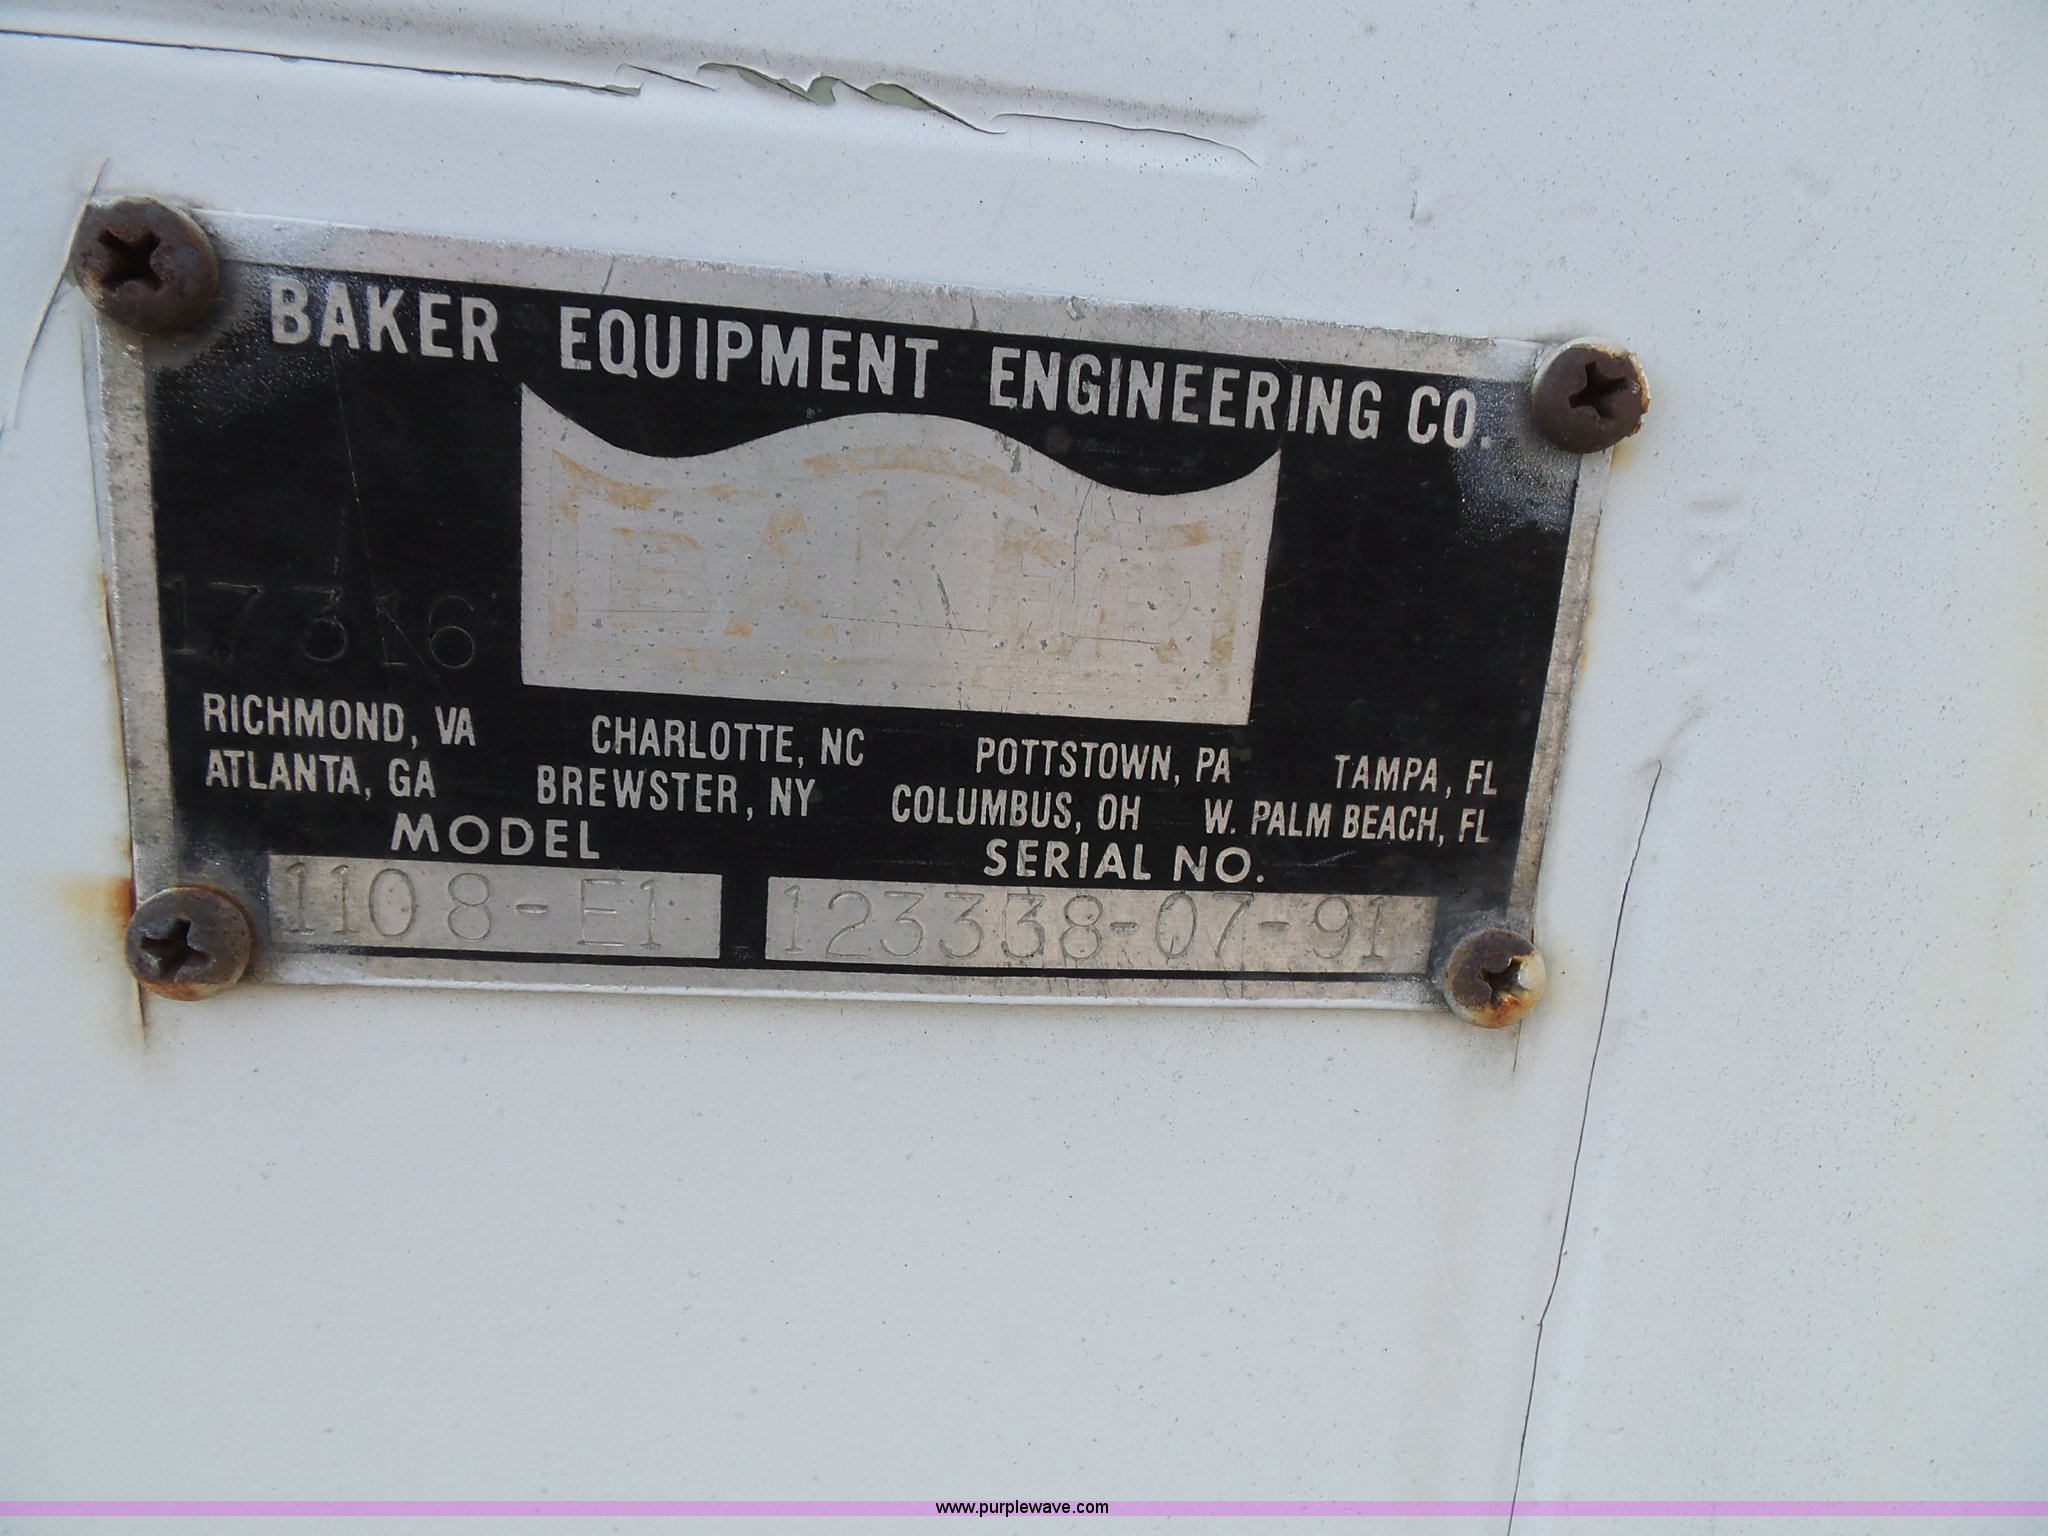 BAKER EQUIPMENT ENGINEERING CO.
BAKER
17316
RICHMOND, VA CHARLOTTE, NC POTTSTOWN, PA TAMPA, FL
ATLANTA, GA BREWSTER, NY COLUMBUS, OH W. PALM BEACH, FL
MODEL SERIAL NO.
1108-E1 123338-07-91
www.purplewave.com